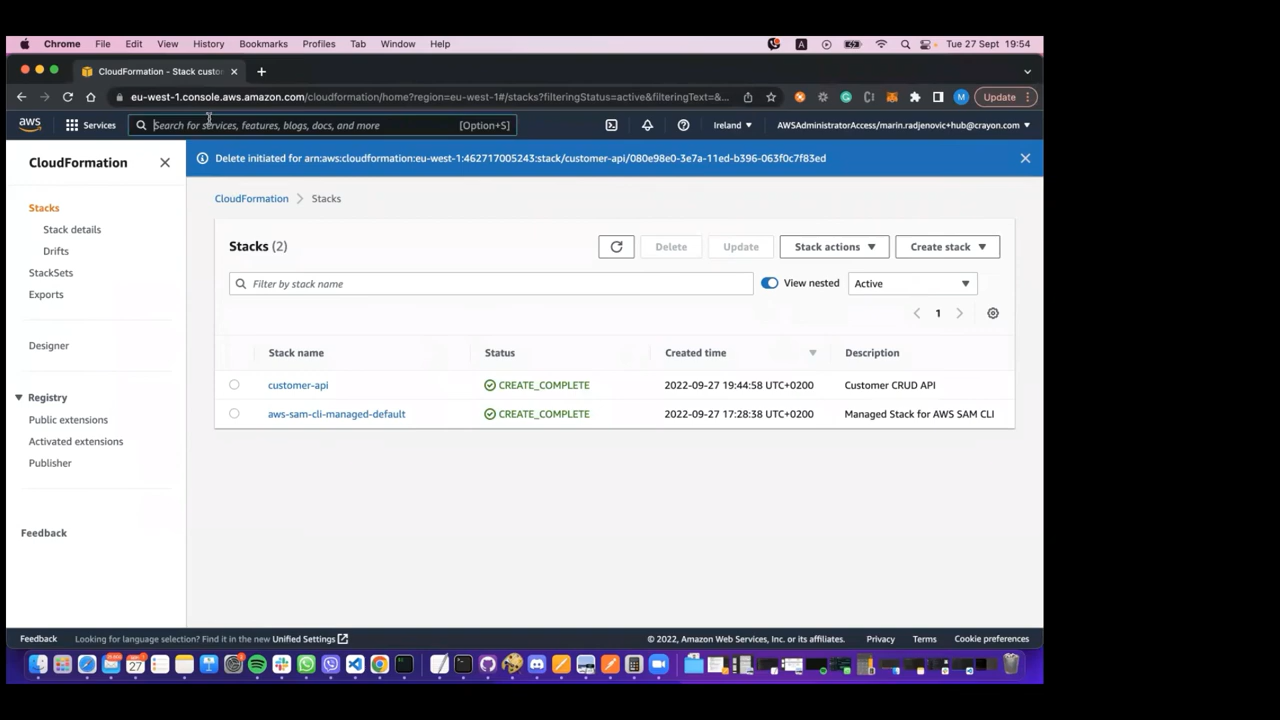 Chrome File Edit View History Bookmarks Profiles Tab Window Help
A
Tue 27 Sept 19:54
CloudFormation - Stack custo
eu-west-1.console.aws.amazon.com/cloudformation/home?region=eu-west-1#/stacks?filteringStatus=active&filteringText=&...
M
Update
aws
Services
Search for services, features, blogs, docs, and more
[Option+S]
Ireland
AWSAdministratorAccess/marin.radjenovic+hub@crayon.com
CloudFormation
Delete initiated for arn:aws:cloudformation:eu-west-1:462717005243:stack/customer-api/080e98e0-3e7a-11ed-b396-063f0c7f83ed
Stacks
Stack details
Drifts
StackSets
Exports
Designer
Registry
Public extensions
Activated extensions
Publisher
Feedback
CloudFormation > Stacks
Stacks (2)
Delete
Update
Stack actions
Create stack
Filter by stack name
View nested
Active
1
Stack name Status Created time Description
customer-api CREATE_COMPLETE 2022-09-27 19:44:58 UTC+0200 Customer CRUD API
aws-sam-cli-managed-default CREATE_COMPLETE 2022-09-27 17:28:38 UTC+0200 Managed Stack for AWS SAM CLI
Feedback Looking for language selection? Find it in the new Unified Settings
© 2022, Amazon Web Services, Inc. or its affiliates. Privacy Terms Cookie preferences
27